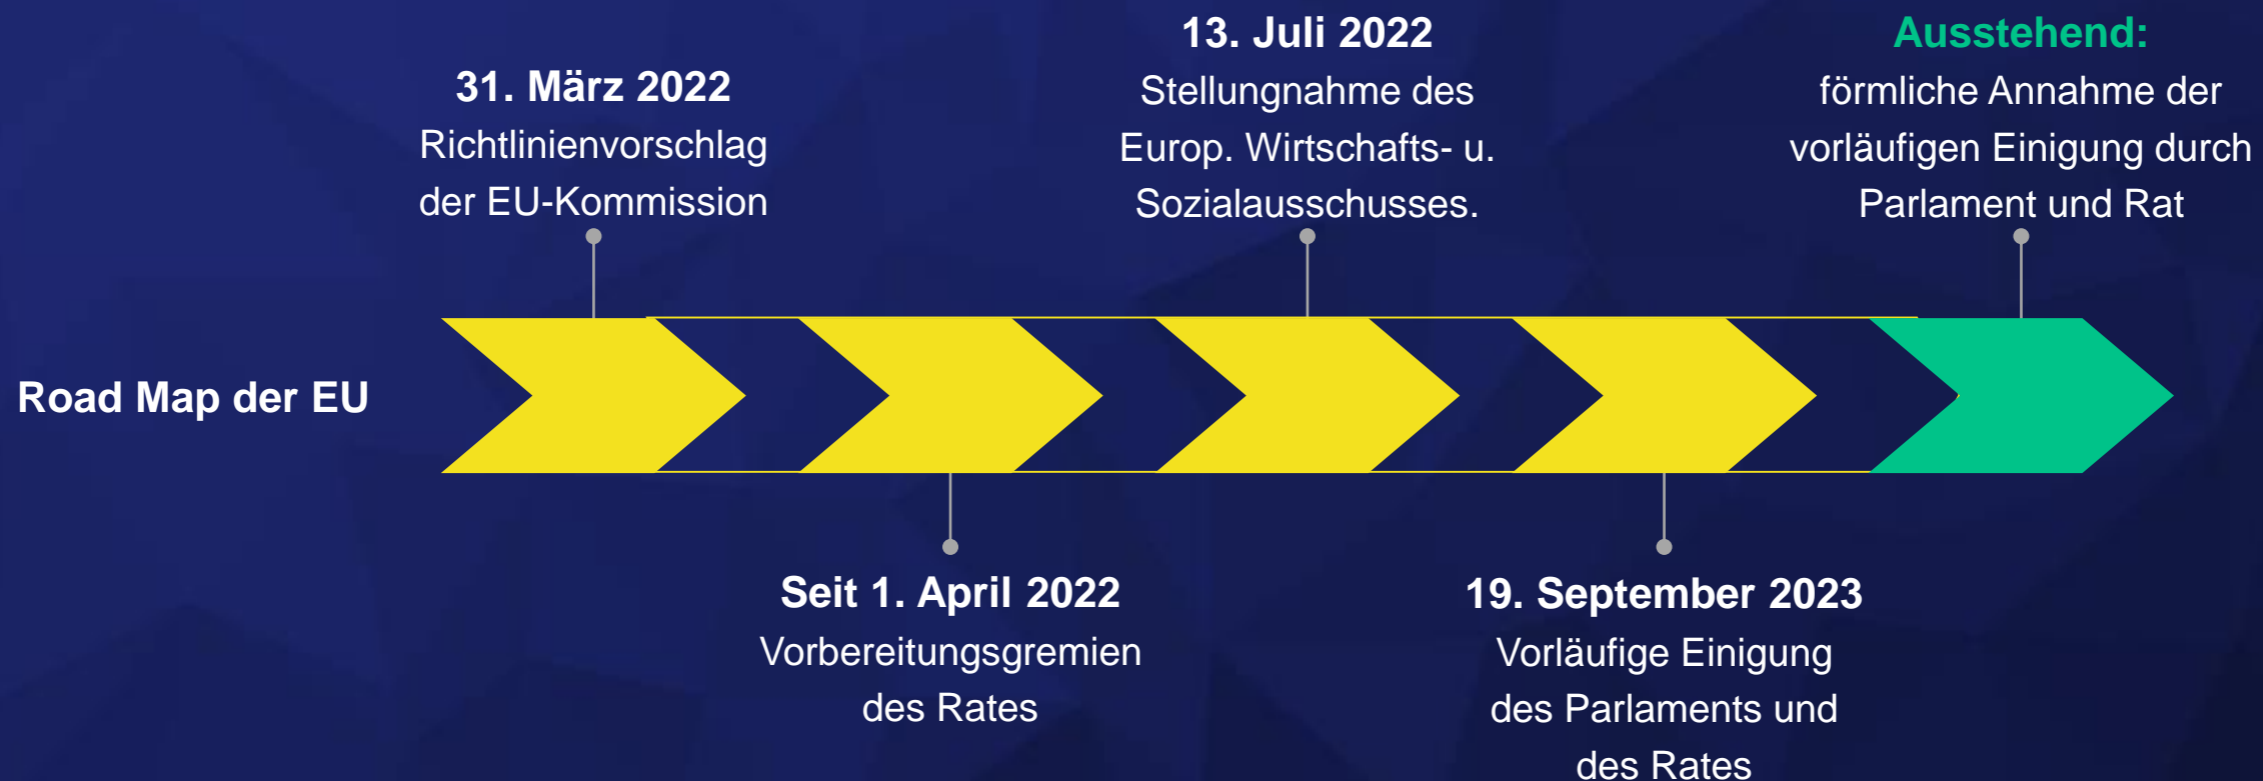 Road Map der EU
31. März 2022
Richtlinienvorschlag
der EU-Kommission
Seit 1. April 2022
Vorbereitungsgremien
des Rates
13. Juli 2022
Stellungnahme des
Europ. Wirtschafts- u.
Sozialausschusses.
19. September 2023
Vorläufige Einigung
des Parlaments und
des Rates
Ausstehend:
förmliche Annahme der
vorläufigen Einigung durch
Parlament und Rat